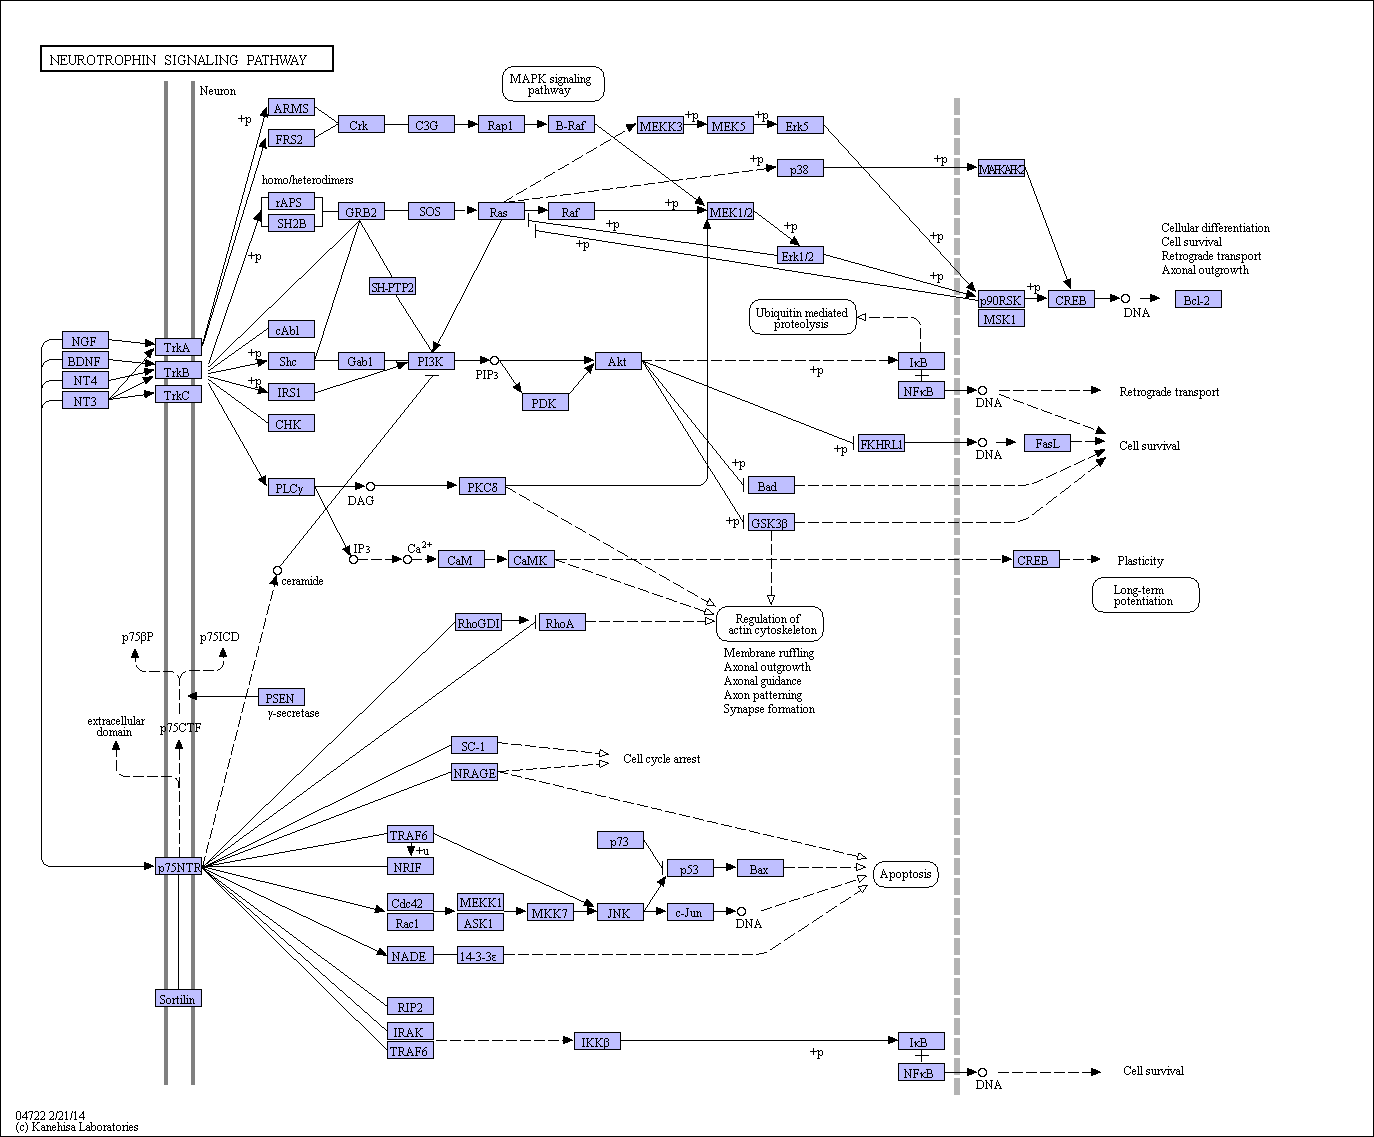 NEUROTROPHIN SIGNALING PATHWAY
Neuron
MAPK signaling
pathway
ARMS
+p
FRS2
Crk
C3G
Rap1
B-Raf
MEKK3
+p
MEK5
+p
Erk5
homo/heterodimers
rAPS
SH2B
+p
GRB2
SOS
Ras
Raf
+p
MEK1/2
+p
p38
+p
MAPKAPK2
+p
Erk1/2
+p
+p
+p
+p
p90RSK
MSK1
+p
CREB
DNA
Bcl-2
Cellular differentiation
Cell survival
Retrograde transport
Axonal outgrowth
SH-PTP2
Ubiquitin mediated
proteolysis
NGF
BDNF
NT4
NT3
TrkA
TrkB
TrkC
cAbl
+p
Shc
Gab1
PI3K
PIP3
Akt
+p
IκB
+p
IRS1
PDK
NFκB
DNA
Retrograde transport
CHK
+p
FKHRL1
DNA
FasL
Cell survival
PLCγ
DAG
PKCδ
+p
Bad
+p
GSK3β
IP3
Ca2+
CaM
CaMK
CREB
Plasticity
ceramide
Long-term
potentiation
RhoGDI
RhoA
Regulation of
actin cytoskeleton
Membrane ruffling
Axonal outgrowth
Axonal guidance
Axon patterning
Synapse formation
p75βP
p75ICD
PSEN
γ-secretase
extracellular
domain
p75CTF
SC-1
NRAGE
Cell cycle arrest
TRAF6
+u
NRIF
p73
p53
Bax
Apoptosis
p75NTR
Cdc42
Rac1
MEKK1
ASK1
MKK7
JNK
c-Jun
DNA
NADE
14-3-3ε
Sortilin
RIP2
IRAK
TRAF6
IKKβ
+p
IκB
NFκB
DNA
Cell survival
04722 2/21/14
(c) Kanehisa Laboratories